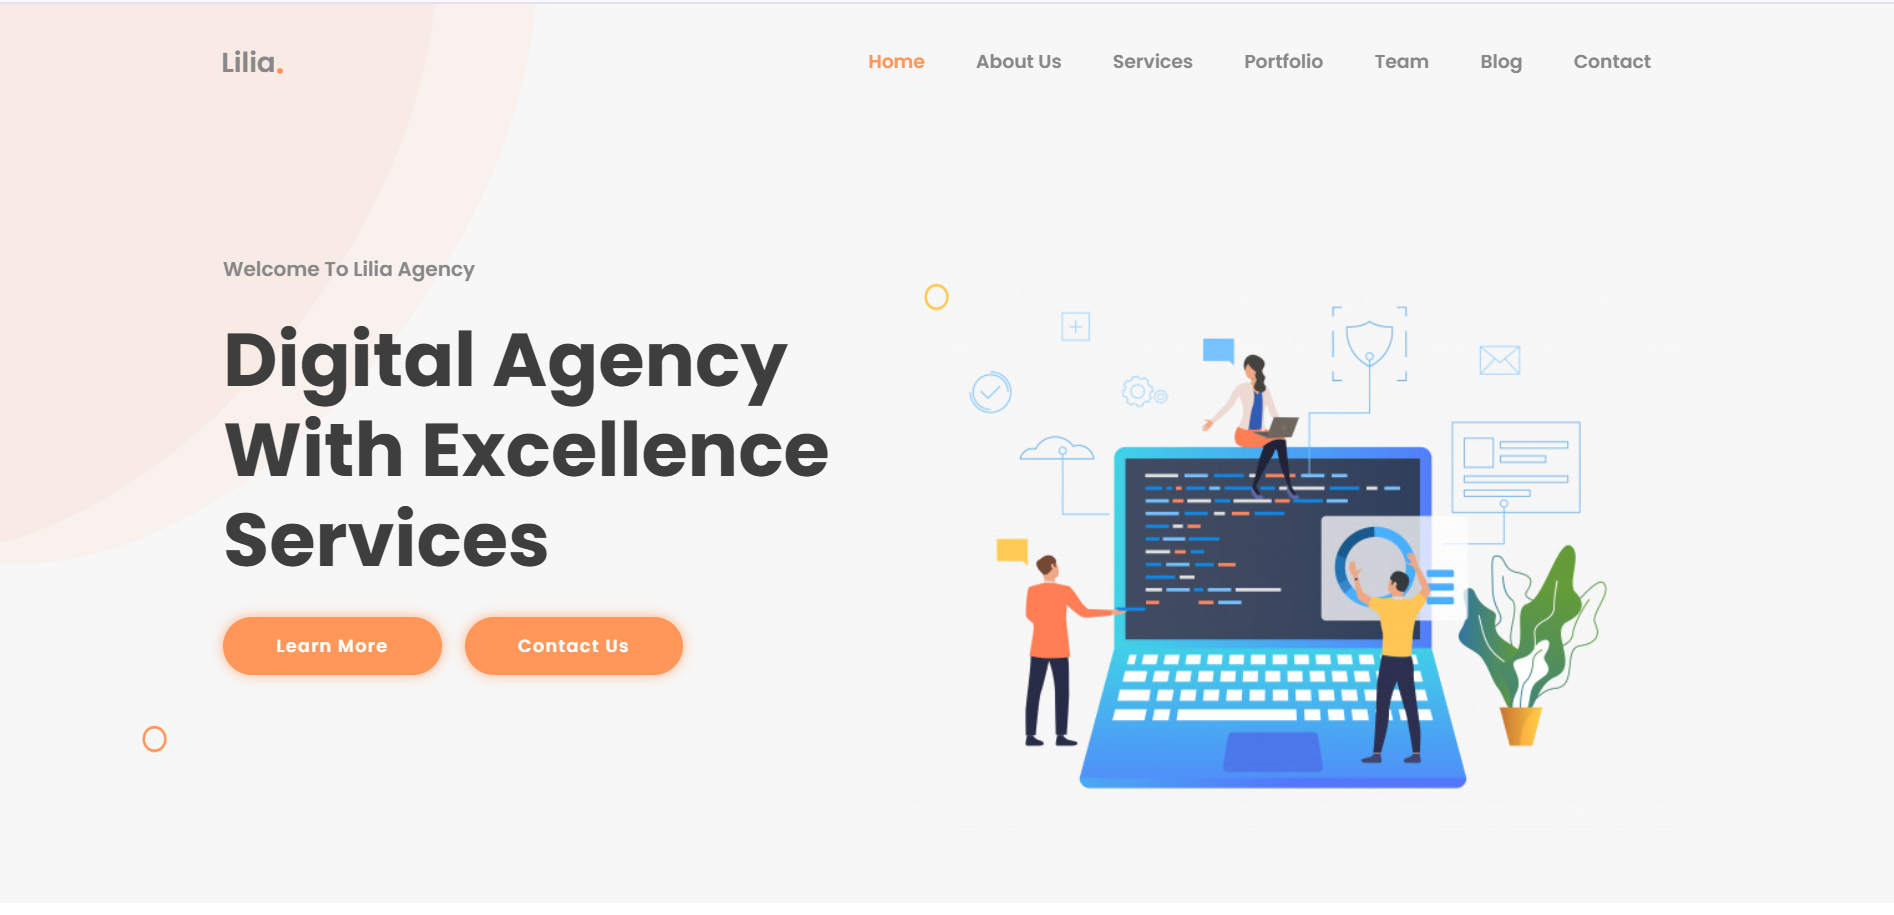 Lilia.
Home About Us Services Portfolio Team Blog Contact
Welcome To Lilia Agency
Digital Agency
With Excellence
Services
Learn More Contact Us